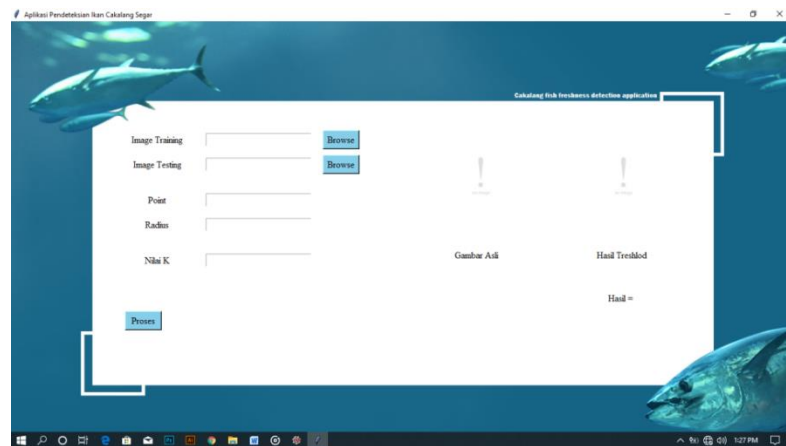 Aplikasi Pendeteksian Ikan Cakalang Segar
Cakalang fish freshness detection application
Image Training
Browse
Image Testing
Browse
Point
Radius
Nilai K
Gambar Asli
Hasil Treshlod
Hasil =
Proses
1:27 PM